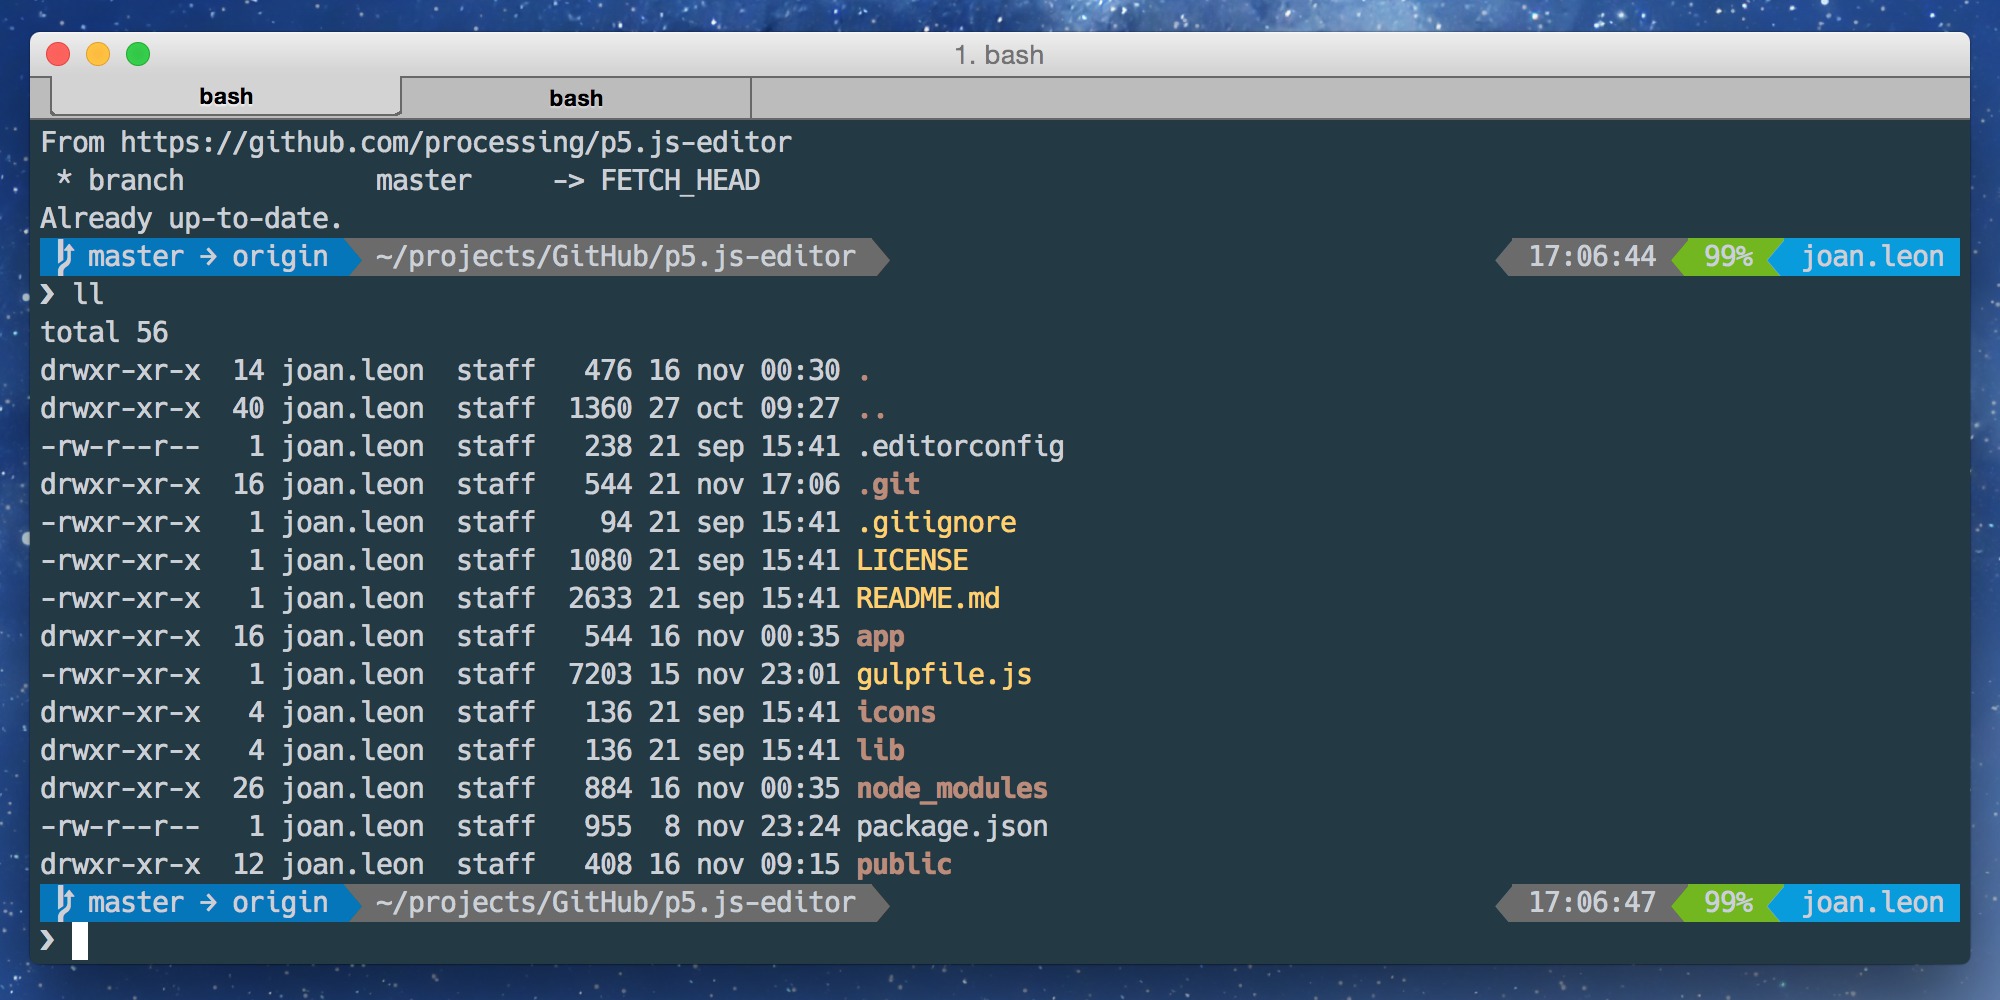 1. bash
bash bash
From https://github.com/processing/p5.js-editor
 * branch            master     -> FETCH_HEAD
Already up-to-date.
master → origin ~/projects/GitHub/p5.js-editor 17:06:44 99% joan.leon
❯ ll
total 56
drwxr-xr-x  14 joan.leon  staff   476 16 nov 00:30 .
drwxr-xr-x  40 joan.leon  staff  1360 27 oct 09:27 ..
-rw-r--r--   1 joan.leon  staff   238 21 sep 15:41 .editorconfig
drwxr-xr-x  16 joan.leon  staff   544 21 nov 17:06 .git
-rwxr-xr-x   1 joan.leon  staff    94 21 sep 15:41 .gitignore
-rwxr-xr-x   1 joan.leon  staff  1080 21 sep 15:41 LICENSE
-rwxr-xr-x   1 joan.leon  staff  2633 21 sep 15:41 README.md
drwxr-xr-x  16 joan.leon  staff   544 16 nov 00:35 app
-rwxr-xr-x   1 joan.leon  staff  7203 15 nov 23:01 gulpfile.js
drwxr-xr-x   4 joan.leon  staff   136 21 sep 15:41 icons
drwxr-xr-x   4 joan.leon  staff   136 21 sep 15:41 lib
drwxr-xr-x  26 joan.leon  staff   884 16 nov 00:35 node_modules
-rw-r--r--   1 joan.leon  staff   955  8 nov 23:24 package.json
drwxr-xr-x  12 joan.leon  staff   408 16 nov 09:15 public
master → origin ~/projects/GitHub/p5.js-editor 17:06:47 99% joan.leon
❯